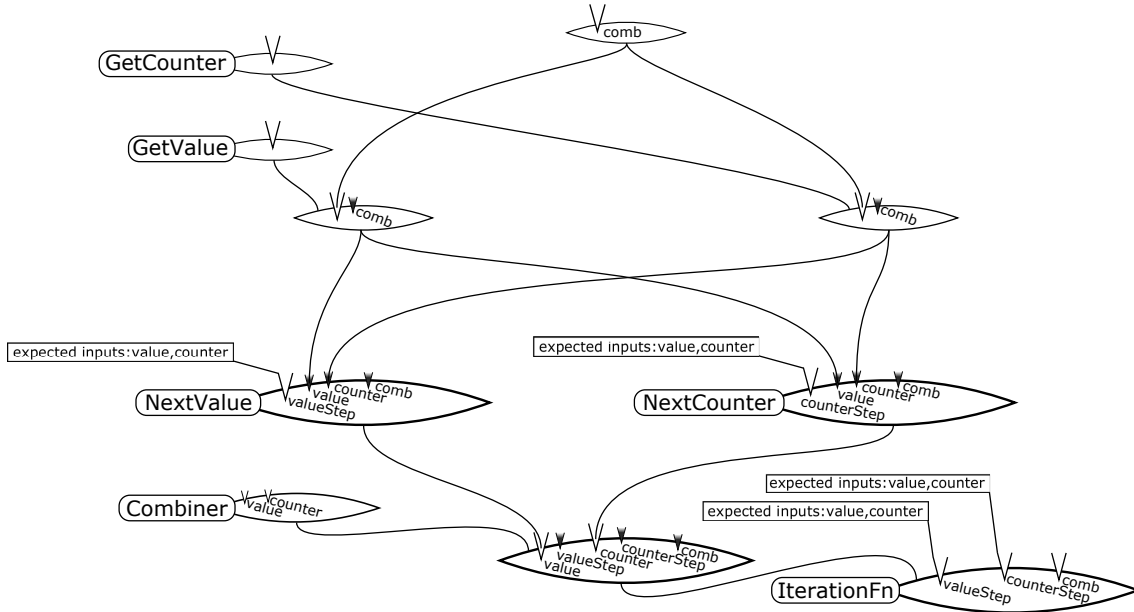 comb
GetCounter
GetValue
comb
comb
expected inputs:value,counter
expected inputs:value,counter
NextValue
valueStep
value
counter
comb
NextCounter
counterStep
value
counter
comb
expected inputs:value,counter
expected inputs:value,counter
Combiner
value
counter
value
valueStep
counter
counterStep
comb
IterationFn
valueStep
counterStep
comb